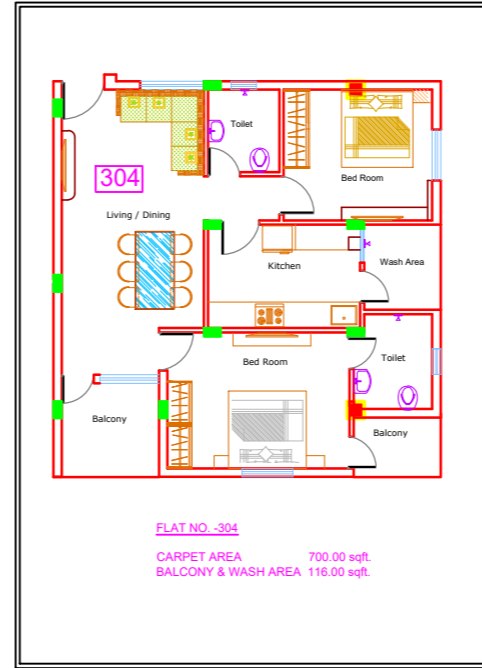 Toilet
304
Bed Room
Living / Dining
Kitchen
Wash Area
Bed Room
Toilet
Balcony
Balcony
FLAT NO. -304
CARPET AREA 700.00 sqft.
BALCONY & WASH AREA 116.00 sqft.